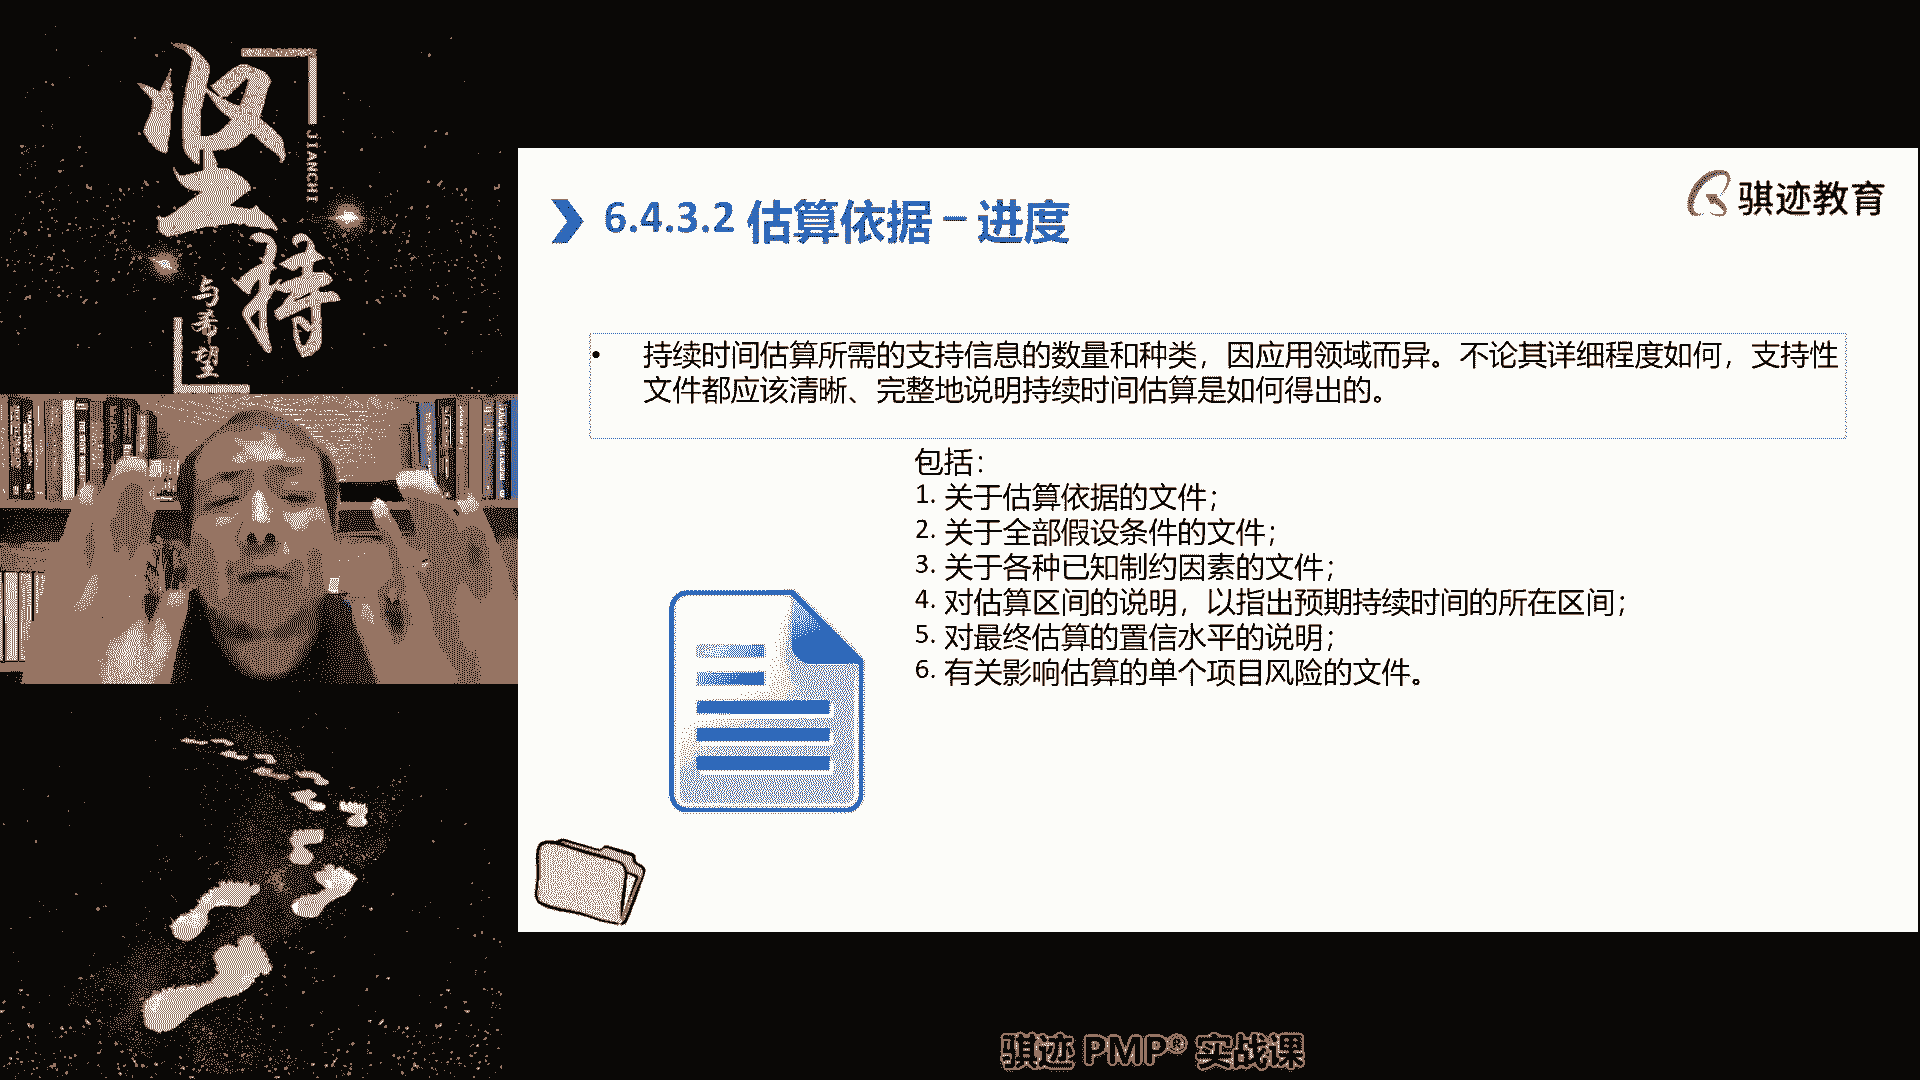 坚持
JIANCHI
与希望
骐迹教育
6.4.3.2 估算依据 – 进度
• 持续时间估算所需的支持信息的数量和种类，因应用领域而异。不论其详细程度如何，支持性
文件都应该清晰、完整地说明持续时间估算是如何得出的。
包括：
1. 关于估算依据的文件；
2. 关于全部假设条件的文件；
3. 关于各种已知制约因素的文件；
4. 对估算区间的说明，以指出预期持续时间的所在区间；
5. 对最终估算的置信水平的说明；
6. 有关影响估算的单个项目风险的文件。
骐迹 PMP® 实战课